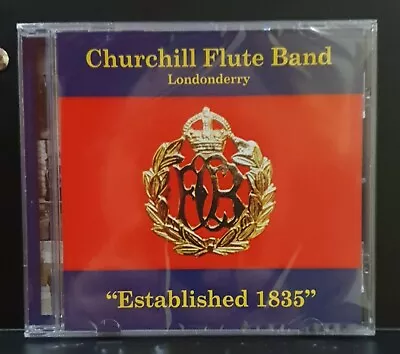 Churchill Flute Band
Londonderry
“Established 1835”